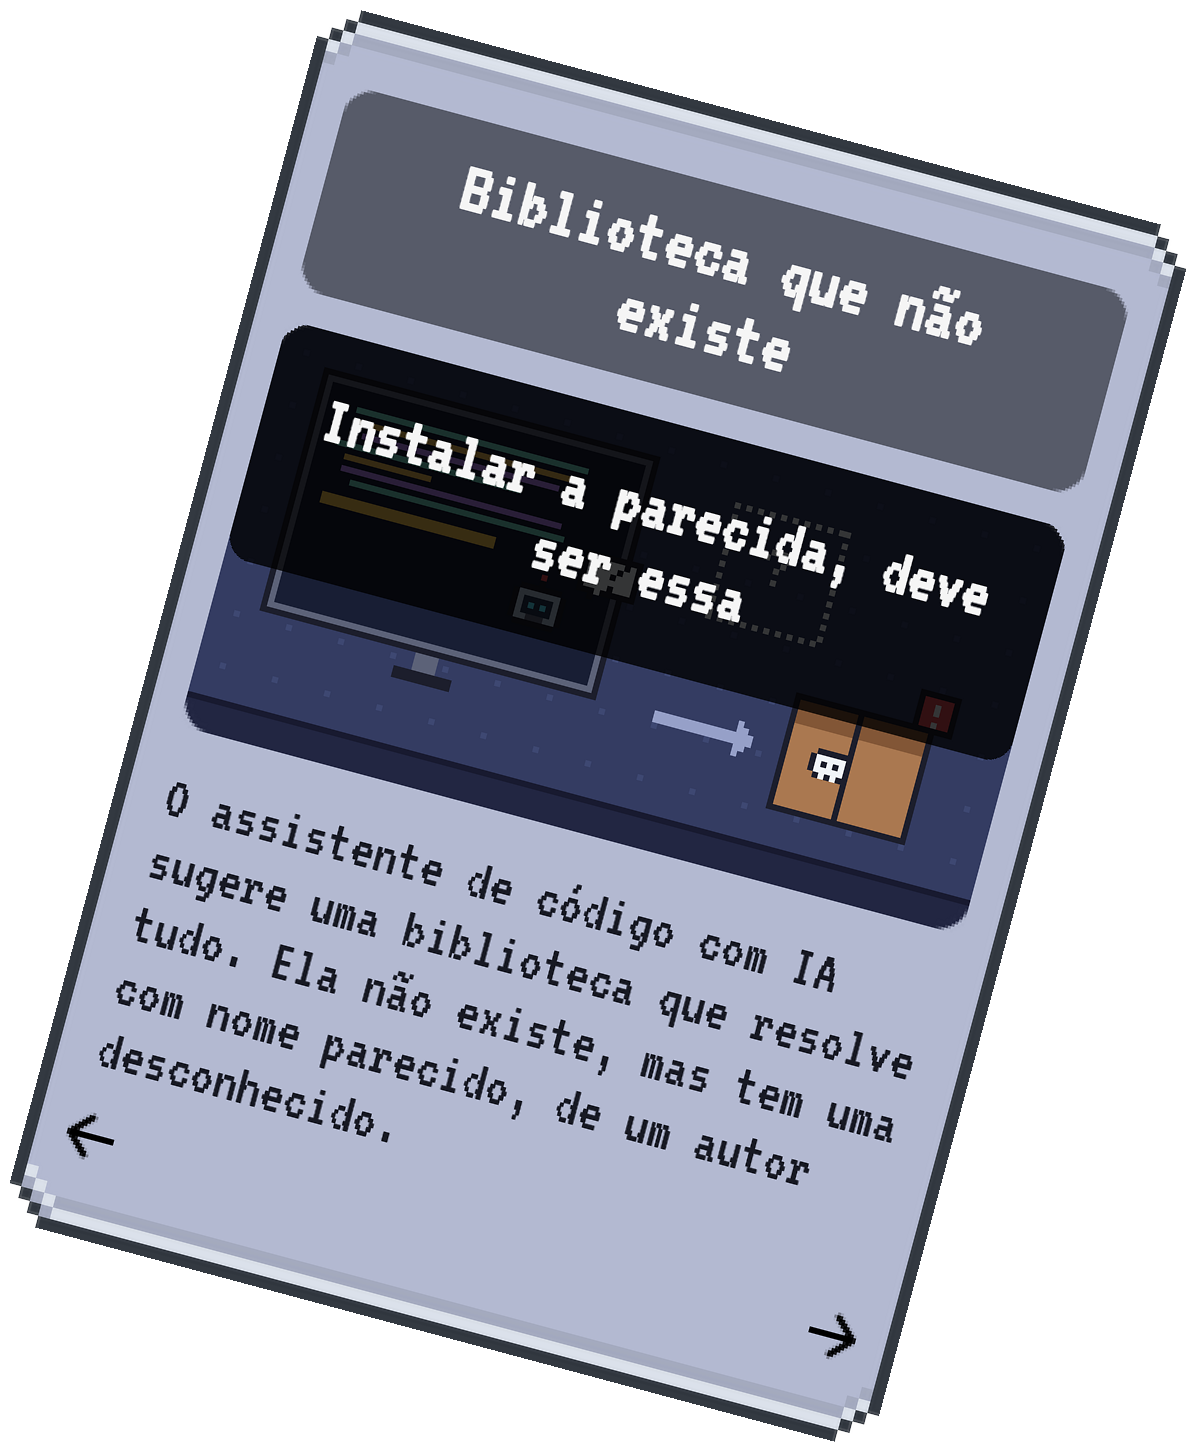 Biblioteca que não
existe
Instalar a parecida, deve
ser essa
O assistente de código com IA
sugere uma biblioteca que resolve
tudo. Ela não existe, mas tem uma
com nome parecido, de um autor
desconhecido.